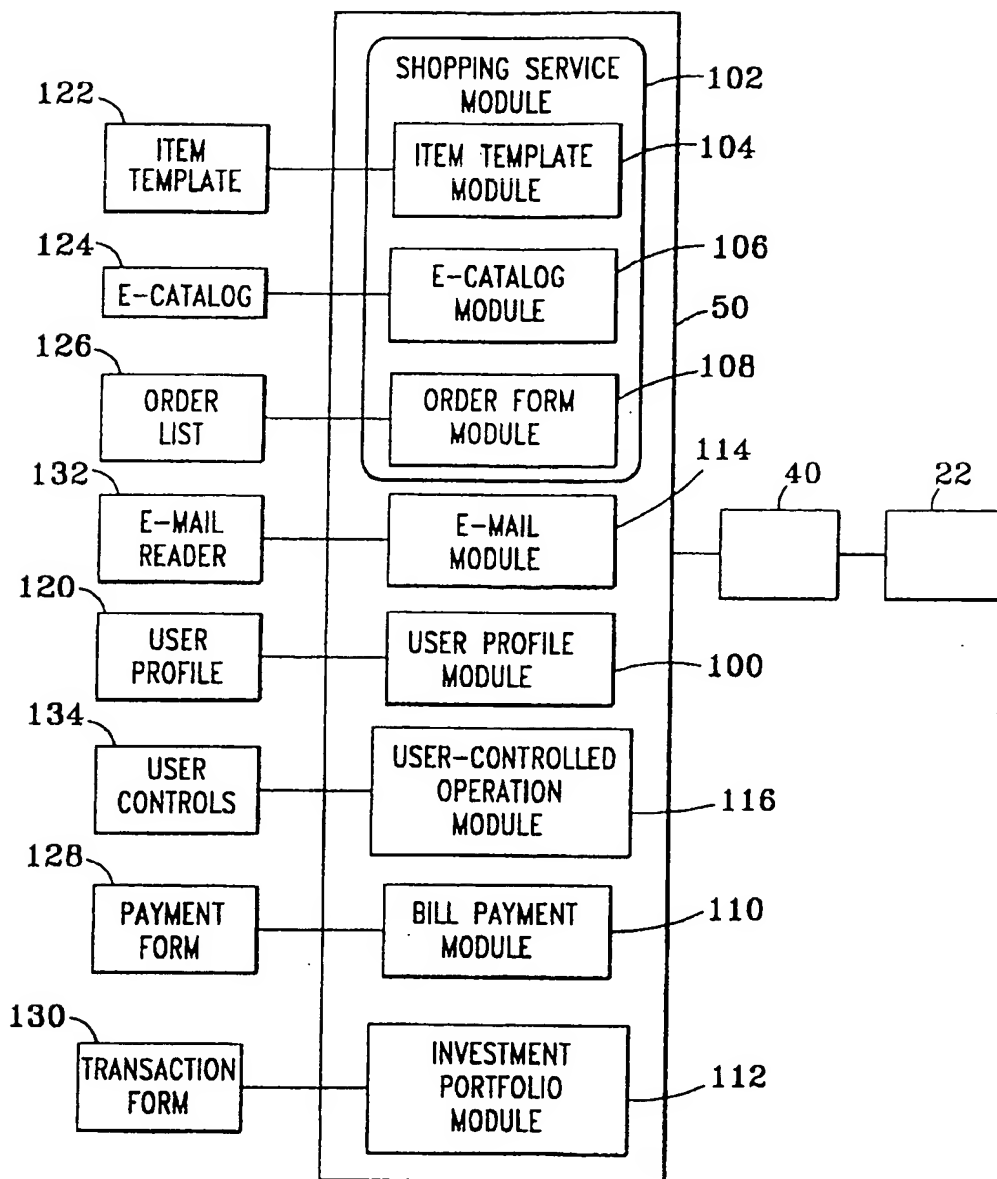 SHOPPING SERVICE
MODULE
102
122
ITEM
TEMPLATE
ITEM TEMPLATE
MODULE
104
124
E-CATALOG
E-CATALOG
MODULE
106
50
126
ORDER
LIST
ORDER FORM
MODULE
108
132
E-MAIL
READER
E-MAIL
MODULE
114
40
22
120
USER
PROFILE
USER PROFILE
MODULE
100
134
USER
CONTROLS
USER-CONTROLLED
OPERATION
MODULE
116
128
PAYMENT
FORM
BILL PAYMENT
MODULE
110
130
TRANSACTION
FORM
INVESTMENT
PORTFOLIO
MODULE
112